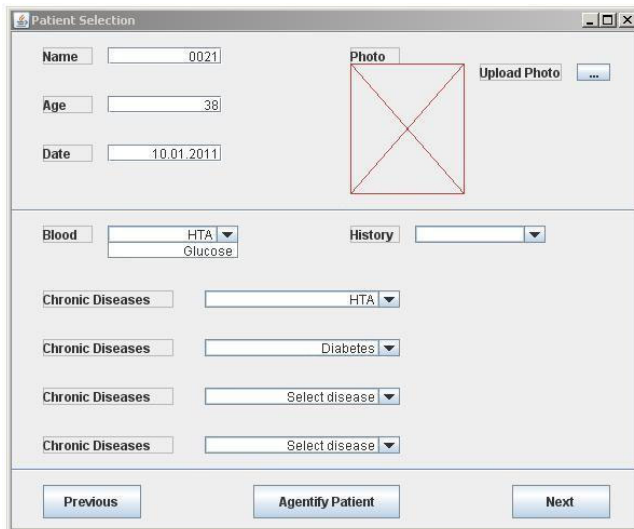 Patient Selection
Name 0021 Photo
Upload Photo ...
Age 38
Date 10.01.2011
Blood HTA History
Glucose
Chronic Diseases HTA
Chronic Diseases Diabetes
Chronic Diseases Select disease
Chronic Diseases Select disease
Previous Agentify Patient Next